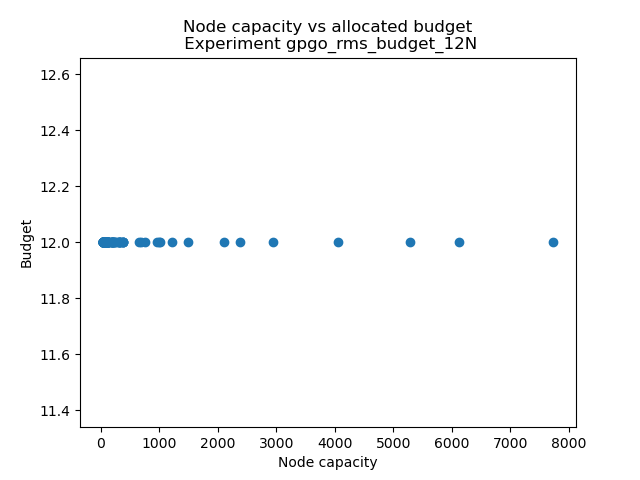 Node capacity vs allocated budget
Experiment gpgo_rms_budget_12N
12.6
12.4
12.2
12.0
11.8
11.6
11.4
Budget
0 1000 2000 3000 4000 5000 6000 7000 8000
Node capacity